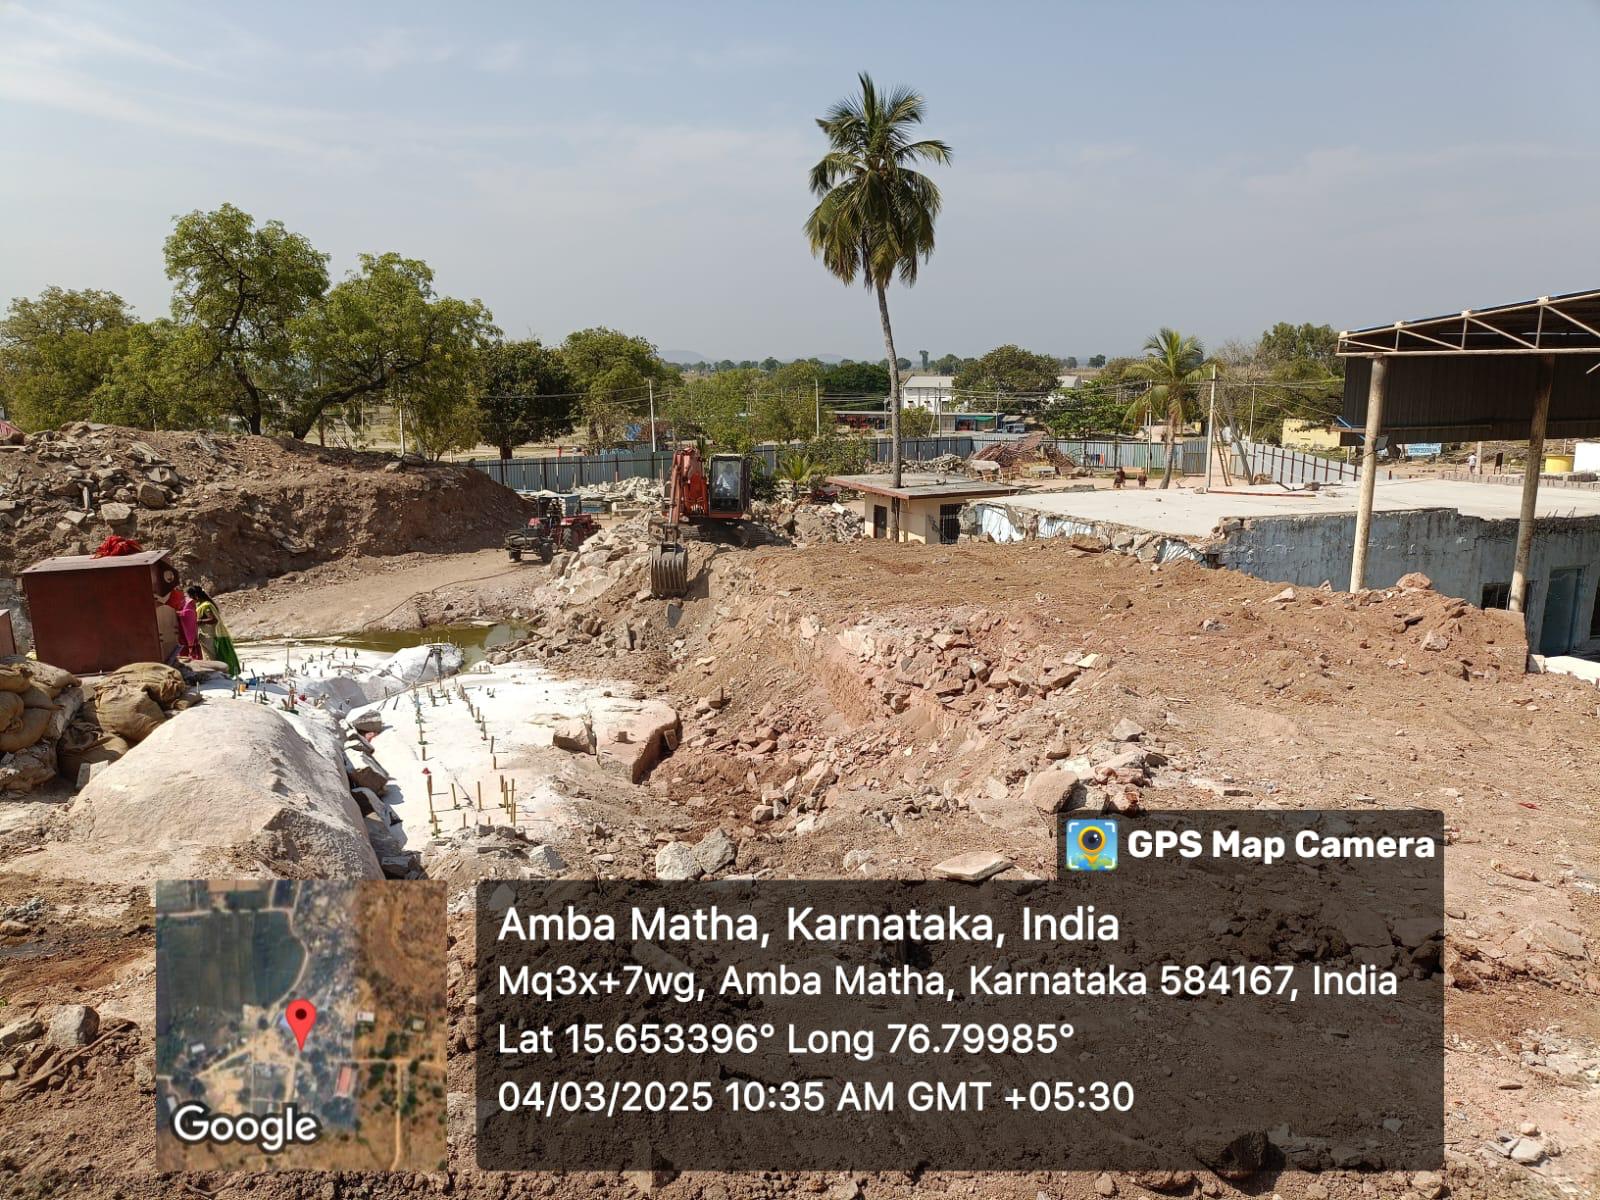 GPS Map Camera
Amba Matha, Karnataka, India
Mq3x+7wg, Amba Matha, Karnataka 584167, India
Lat 15.653396° Long 76.79985°
04/03/2025 10:35 AM GMT +05:30
Google